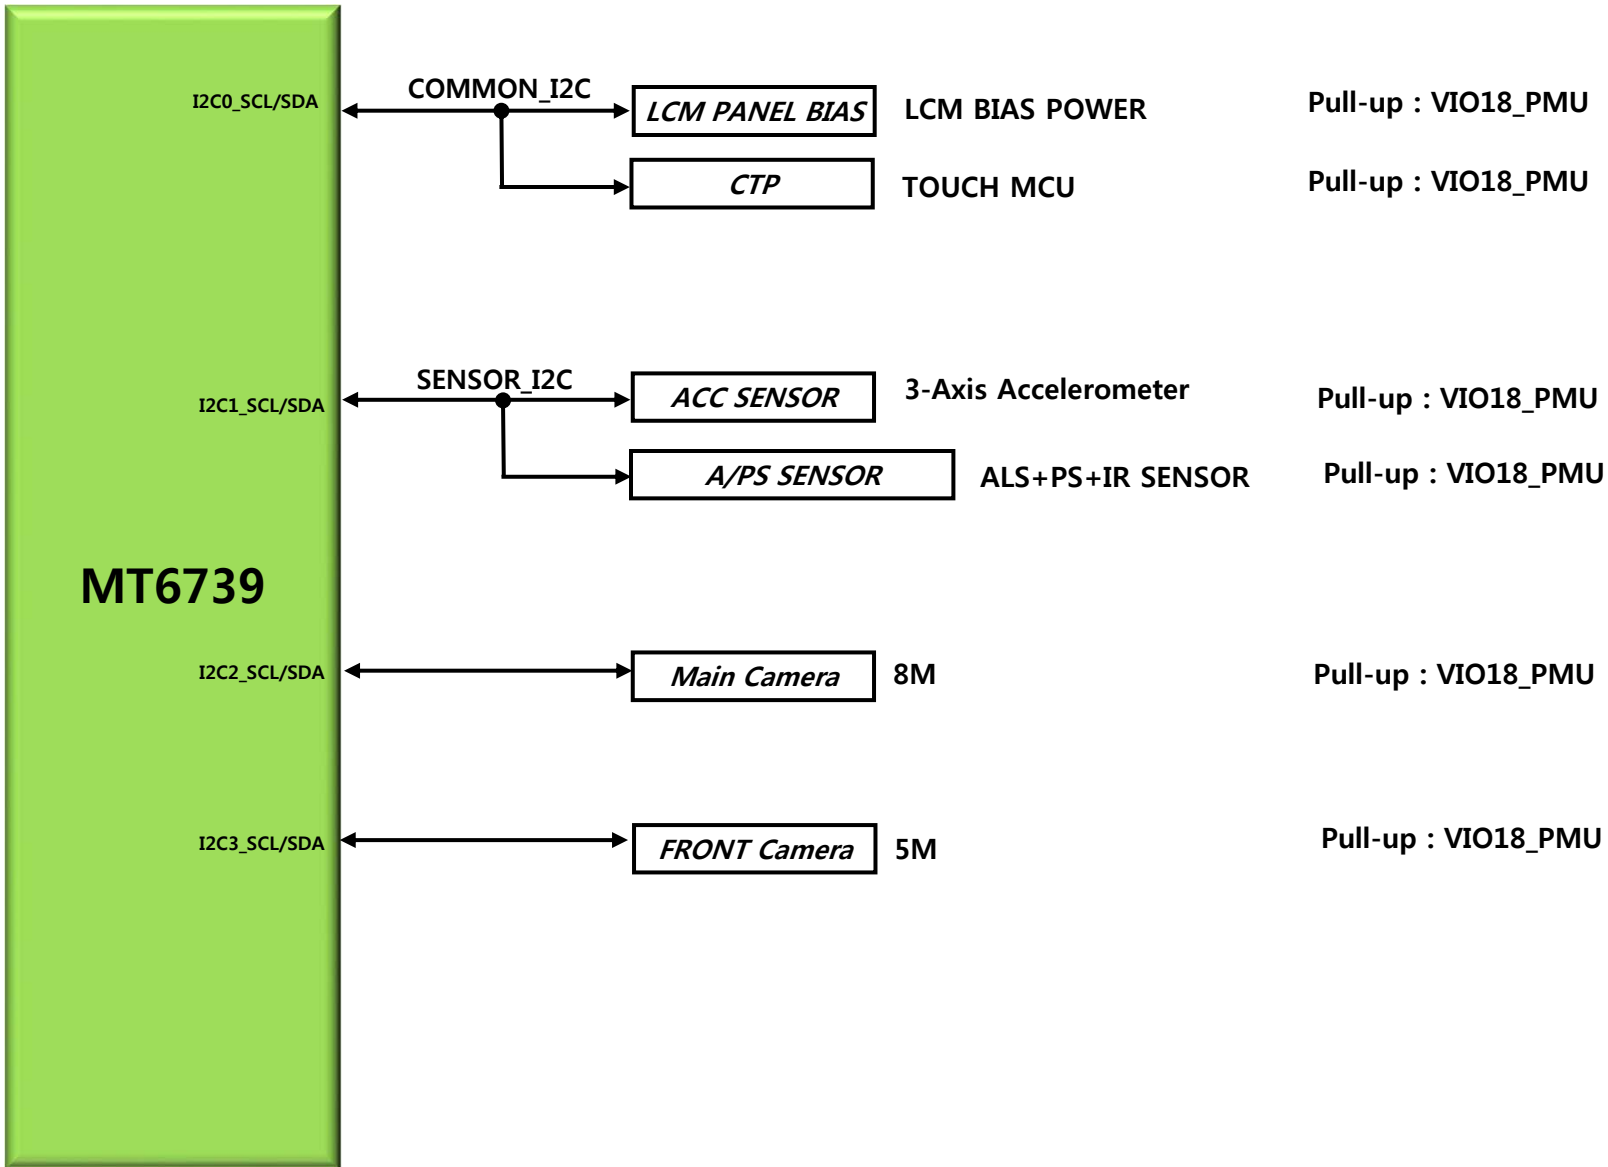 I2C0_SCL/SDA
COMMON_I2C
LCM PANEL BIAS
LCM BIAS POWER
Pull-up : VIO18_PMU
CTP
TOUCH MCU
Pull-up : VIO18_PMU
I2C1_SCL/SDA
SENSOR_I2C
ACC SENSOR
3-Axis Accelerometer
Pull-up : VIO18_PMU
A/PS SENSOR
ALS+PS+IR SENSOR
Pull-up : VIO18_PMU
MT6739
I2C2_SCL/SDA
Main Camera
8M
Pull-up : VIO18_PMU
I2C3_SCL/SDA
FRONT Camera
5M
Pull-up : VIO18_PMU